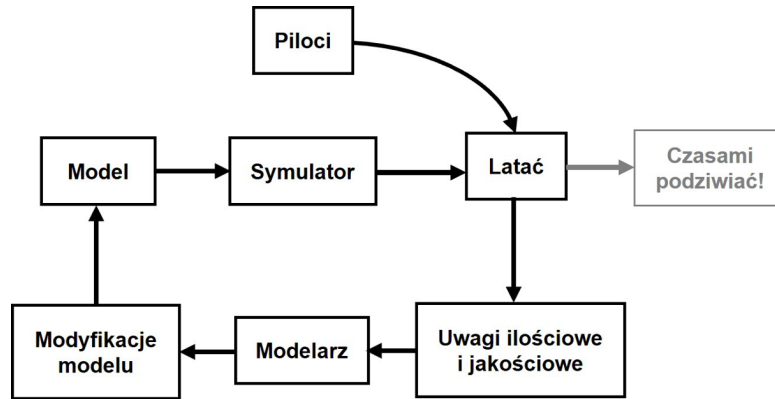 Piloci
Model
Symulator
Latać
Czasami
podziwiać!
Modyfikacje
modelu
Modelarz
Uwagi ilościowe
i jakościowe